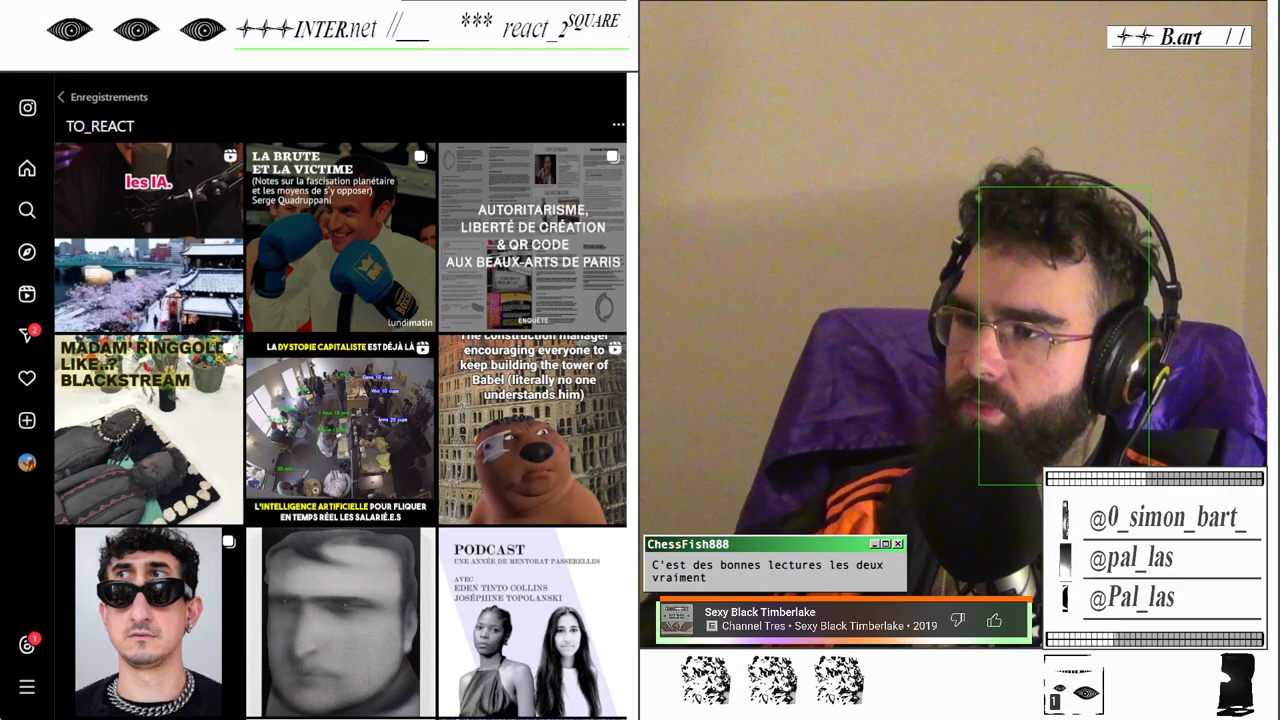 ✦✦✦INTER.net //___
*** react_2SQUARE
✦✦ B.art //
Enregistrements
TO_REACT
les IA.
LA BRUTE
ET LA VICTIME
(Notes sur la fascisation planétaire
et les moyens de s'y opposer)
Serge Quadruppani
lundimatin
AUTORITARISME,
LIBERTÉ DE CRÉATION
& QR CODE
AUX BEAUX-ARTS DE PARIS
ENQUÊTE
MADAM' RINGGOLD
LIKE...?
BLACKSTREAM
LA DYSTOPIE CAPITALISTE EST DÉJÀ LÀ
L'INTELLIGENCE ARTIFICIELLE POUR FLIQUER
EN TEMPS RÉEL LES SALARIÉ.E.S
The construction manager
encouraging everyone to
keep building the tower of
Babel (literally no one
understands him)
PODCAST
UNE ANNÉE DE MENTORAT PASSERELLES
AVEC
EDEN TINTO COLLINS
JOSÉPHINE TOPOLANSKI
2
1
ChessFish888
C'est des bonnes lectures les deux
vraiment
Sexy Black Timberlake
E Channel Tres • Sexy Black Timberlake • 2019
@0_simon_bart_
@pal_las
@Pal_las
1